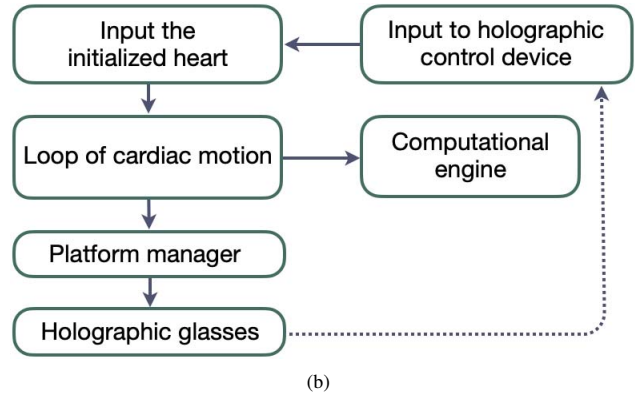 Input the
initialized heart
Input to holographic
control device
Loop of cardiac motion
Computational
engine
Platform manager
Holographic glasses
(b)